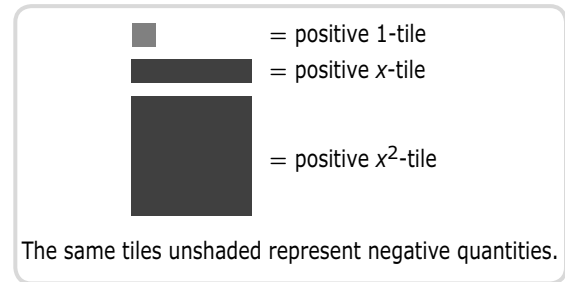 = positive 1-tile
= positive x-tile
= positive x²-tile
The same tiles unshaded represent negative quantities.